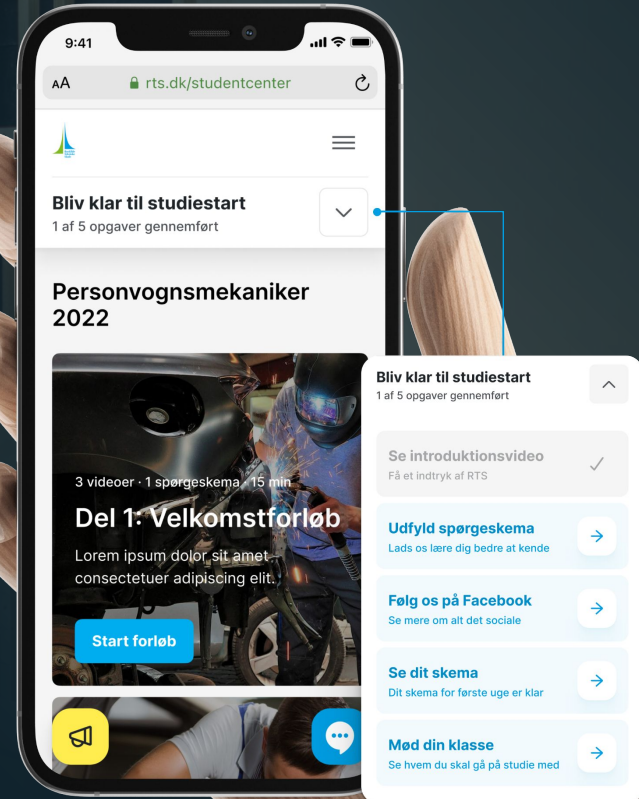 9:41
AA
rts.dk/studentcenter
Bliv klar til studiestart
1 af 5 opgaver gennemført
Personvognsmekaniker
2022
3 videoer · 1 spørgeskema · 15 min
Del 1: Velkomstforløb
Lorem ipsum dolor sit amet
consectetuer adipiscing elit.
Start forløb
Bliv klar til studiestart
1 af 5 opgaver gennemført
Se introduktionsvideo
Få et indtryk af RTS
Udfyld spørgeskema
Lads os lære dig bedre at kende
Følg os på Facebook
Se mere om alt det sociale
Se dit skema
Dit skema for første uge er klar
Mød din klasse
Se hvem du skal gå på studie med